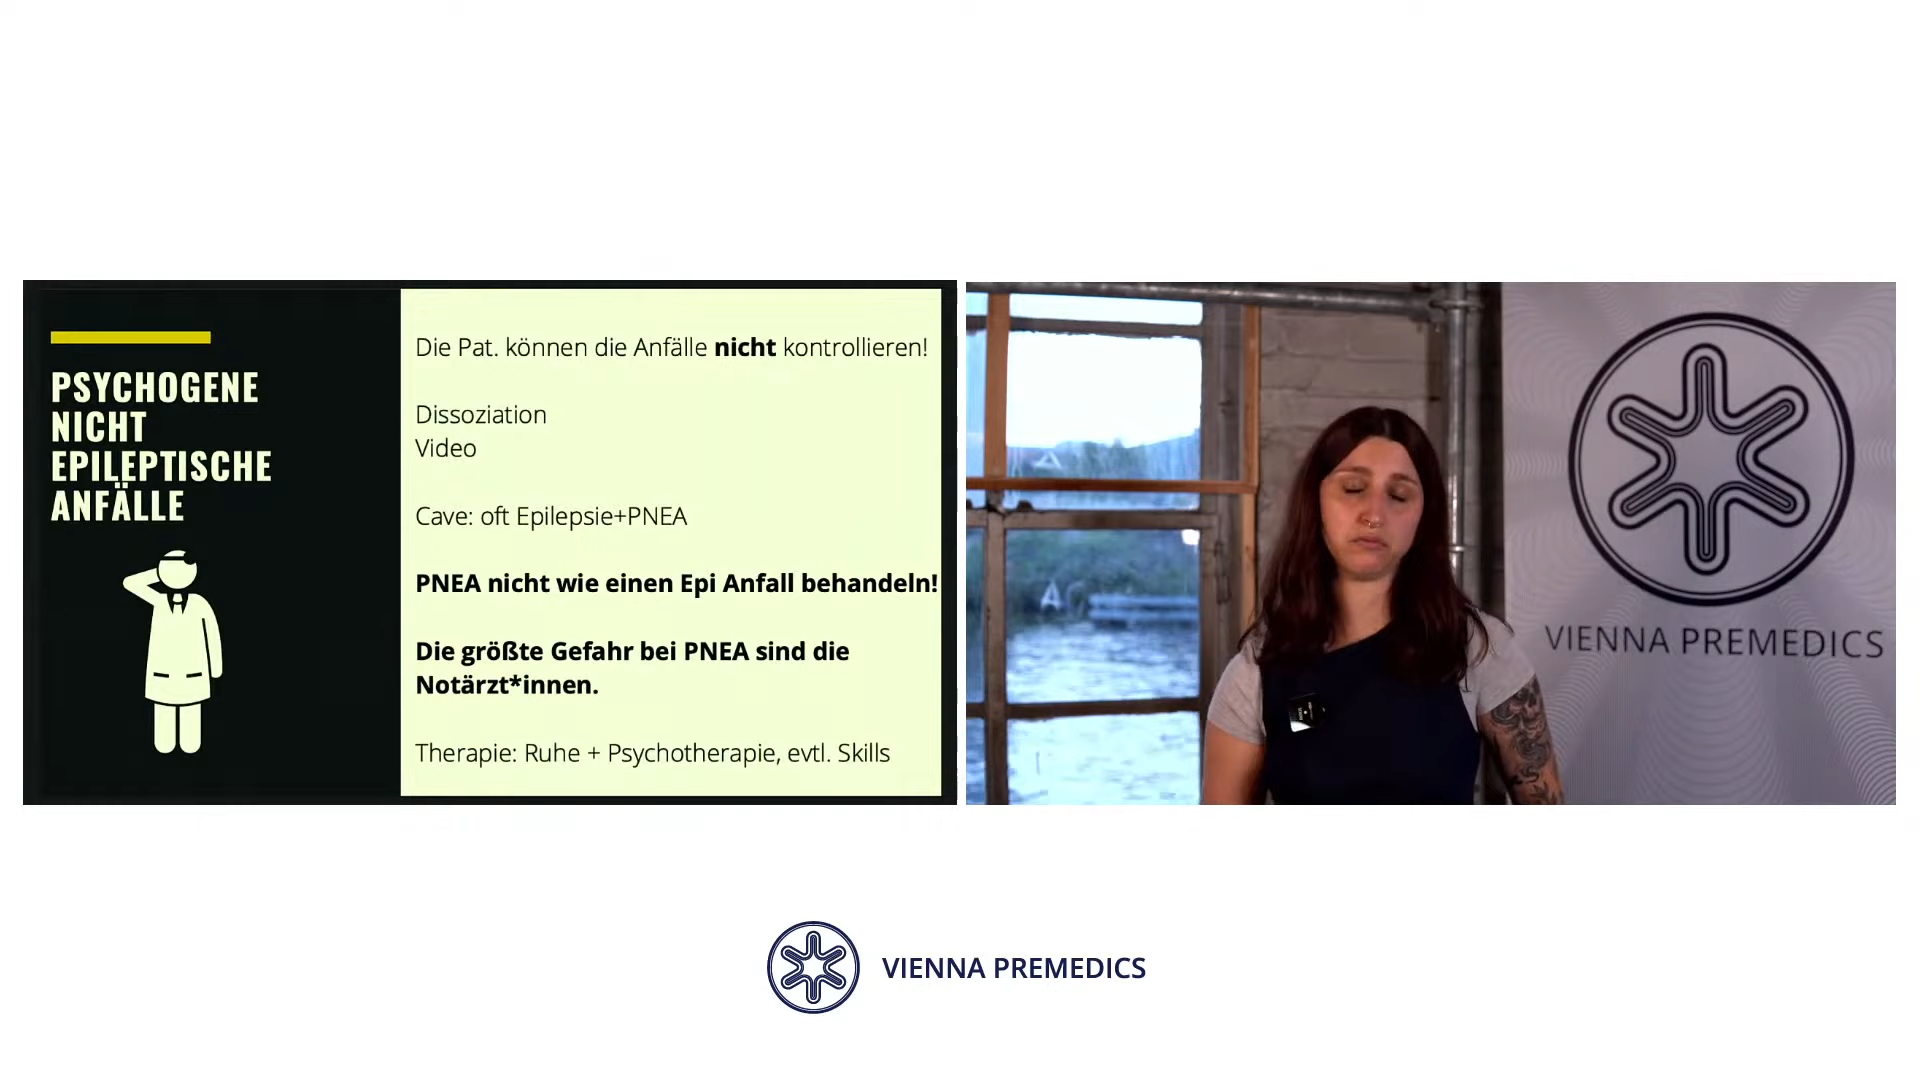 PSYCHOGENE
NICHT
EPILEPTISCHE
ANFÄLLE
Die Pat. können die Anfälle nicht kontrollieren!
Dissoziation
Video
Cave: oft Epilepsie+PNEA
PNEA nicht wie einen Epi Anfall behandeln!
Die größte Gefahr bei PNEA sind die
Notärzt*innen.
Therapie: Ruhe + Psychotherapie, evtl. Skills
VIENNA PREMEDICS
VIENNA PREMEDICS